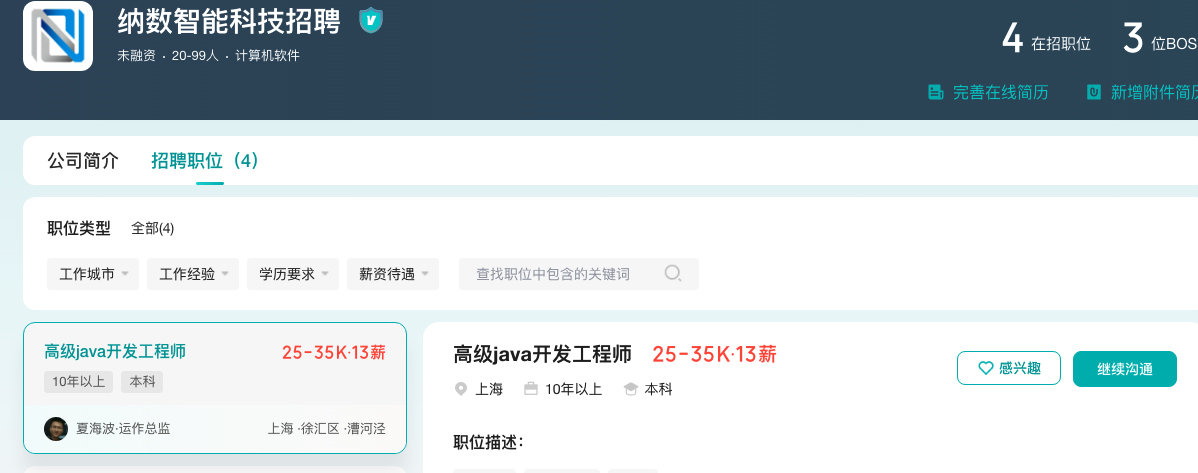 纳数智能科技招聘
未融资 · 20-99人 · 计算机软件
4 在招职位 3 位BOS
完善在线简历 新增附件简历
公司简介 招聘职位（4）
职位类型 全部(4)
工作城市 工作经验 学历要求 薪资待遇 查找职位中包含的关键词
高级java开发工程师 25-35K·13薪
10年以上 本科
夏海波·运作总监 上海 ·徐汇区 ·漕河泾
高级java开发工程师 25-35K·13薪
感兴趣 继续沟通
上海 10年以上 本科
职位描述：